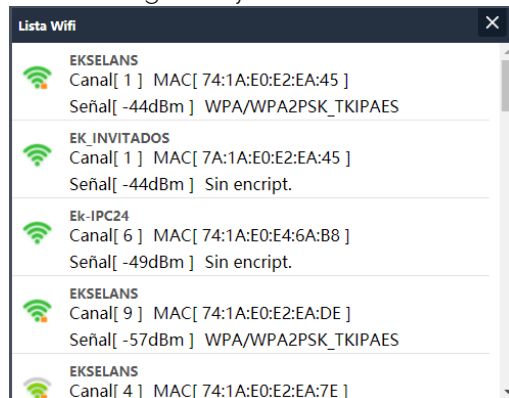 Lista Wifi
EKSELANS
Canal[ 1 ] MAC[ 74:1A:E0:E2:EA:45 ]
Señal[ -44dBm ] WPA/WPA2PSK_TKIPAES
EK_INVITADOS
Canal[ 1 ] MAC[ 7A:1A:E0:E2:EA:45 ]
Señal[ -44dBm ] Sin encript.
Ek-IPC24
Canal[ 6 ] MAC[ 74:1A:E0:E4:6A:B8 ]
Señal[ -49dBm ] Sin encript.
EKSELANS
Canal[ 9 ] MAC[ 74:1A:E0:E2:EA:DE ]
Señal[ -57dBm ] WPA/WPA2PSK_TKIPAES
EKSELANS
Canal[ 4 ] MAC[ 74:1A:E0:E2:EA:7E ]